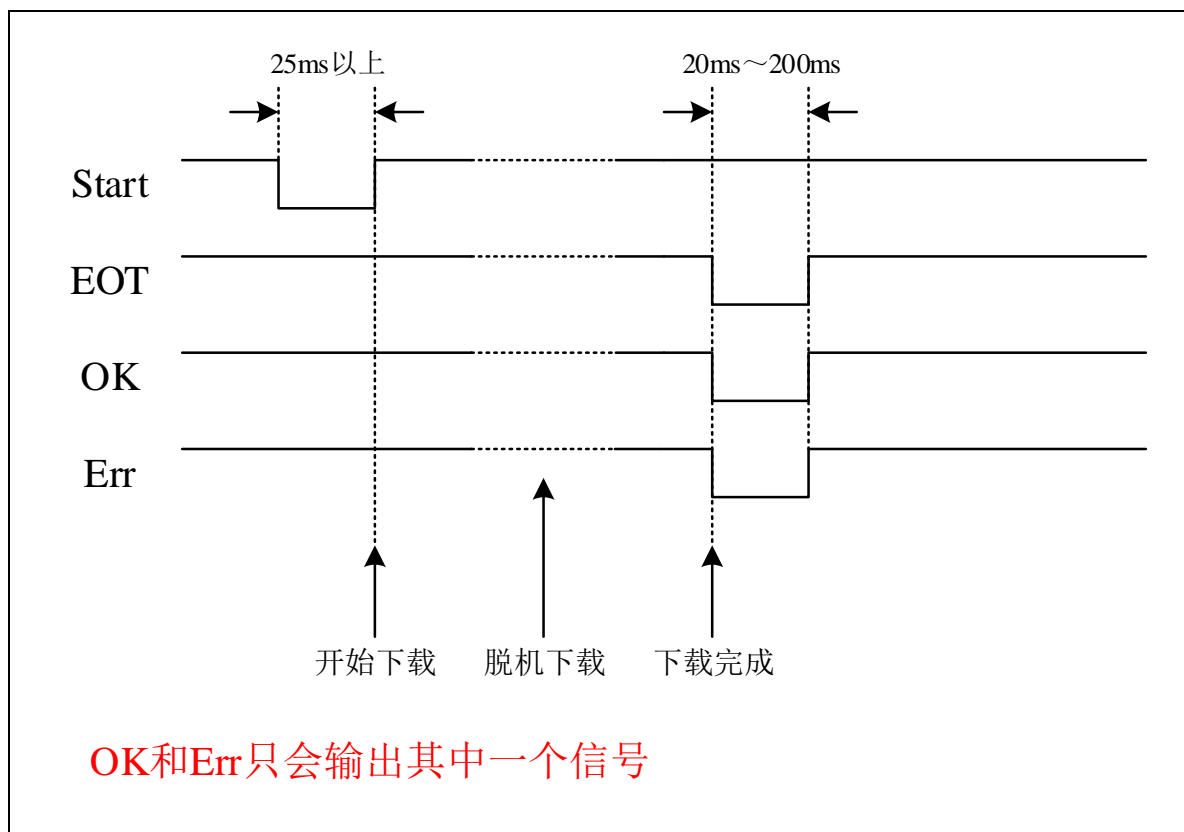 25ms以上
20ms～200ms
Start
EOT
OK
Err
开始下载
脱机下载
下载完成
OK和Err只会输出其中一个信号